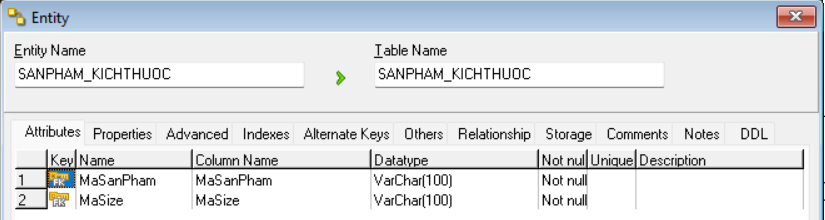 Entity
Entity Name
Table Name
SANPHAM_KICHTHUOC
SANPHAM_KICHTHUOC
Attributes Properties Advanced Indexes Alternate Keys Others Relationship Storage Comments Notes DDL
Key Name Column Name Datatype Not null Unique Description
1 PFK MaSanPham MaSanPham VarChar(100) Not null
2 PFK MaSize MaSize VarChar(100) Not null